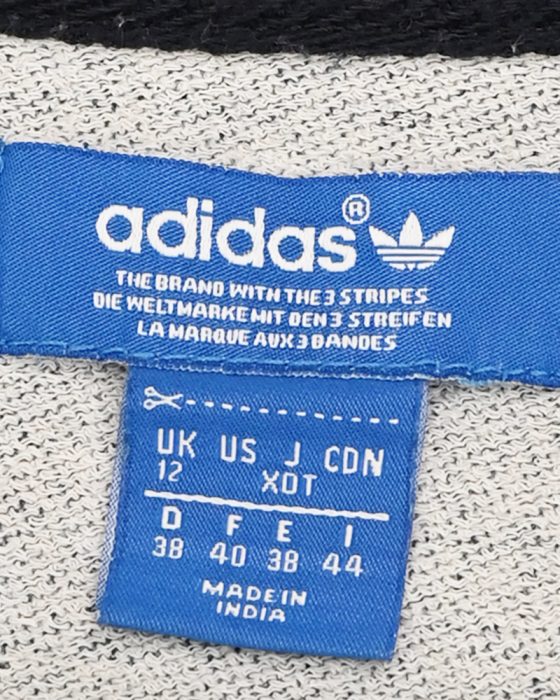 adidas®
THE BRAND WITH THE 3 STRIPES
DIE WELTMARKE MIT DEN 3 STREIFEN
LA MARQUE AUX 3 BANDES
UK US J CDN
12 XOT
D F E I
38 40 38 44
MADE IN
INDIA